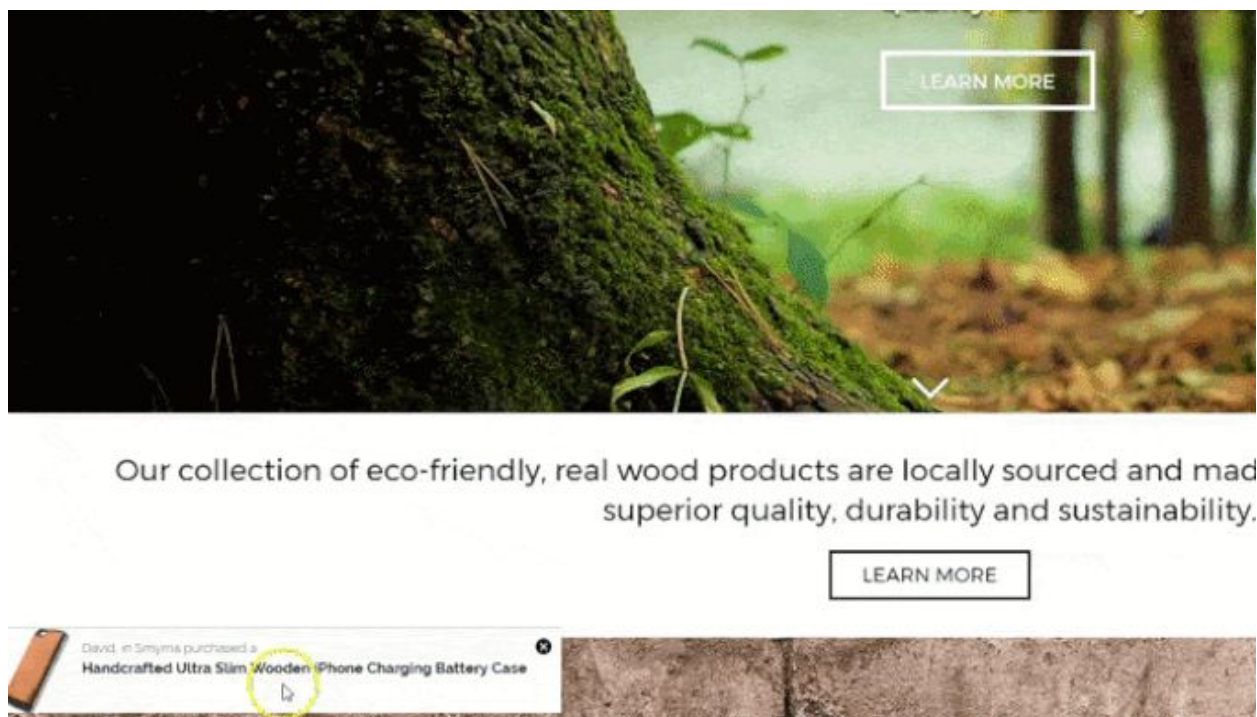 LEARN MORE
Our collection of eco-friendly, real wood products are locally sourced and mad
superior quality, durability and sustainability.
LEARN MORE
David, in Smyrna purchased a
Handcrafted Ultra Slim Wooden iPhone Charging Battery Case